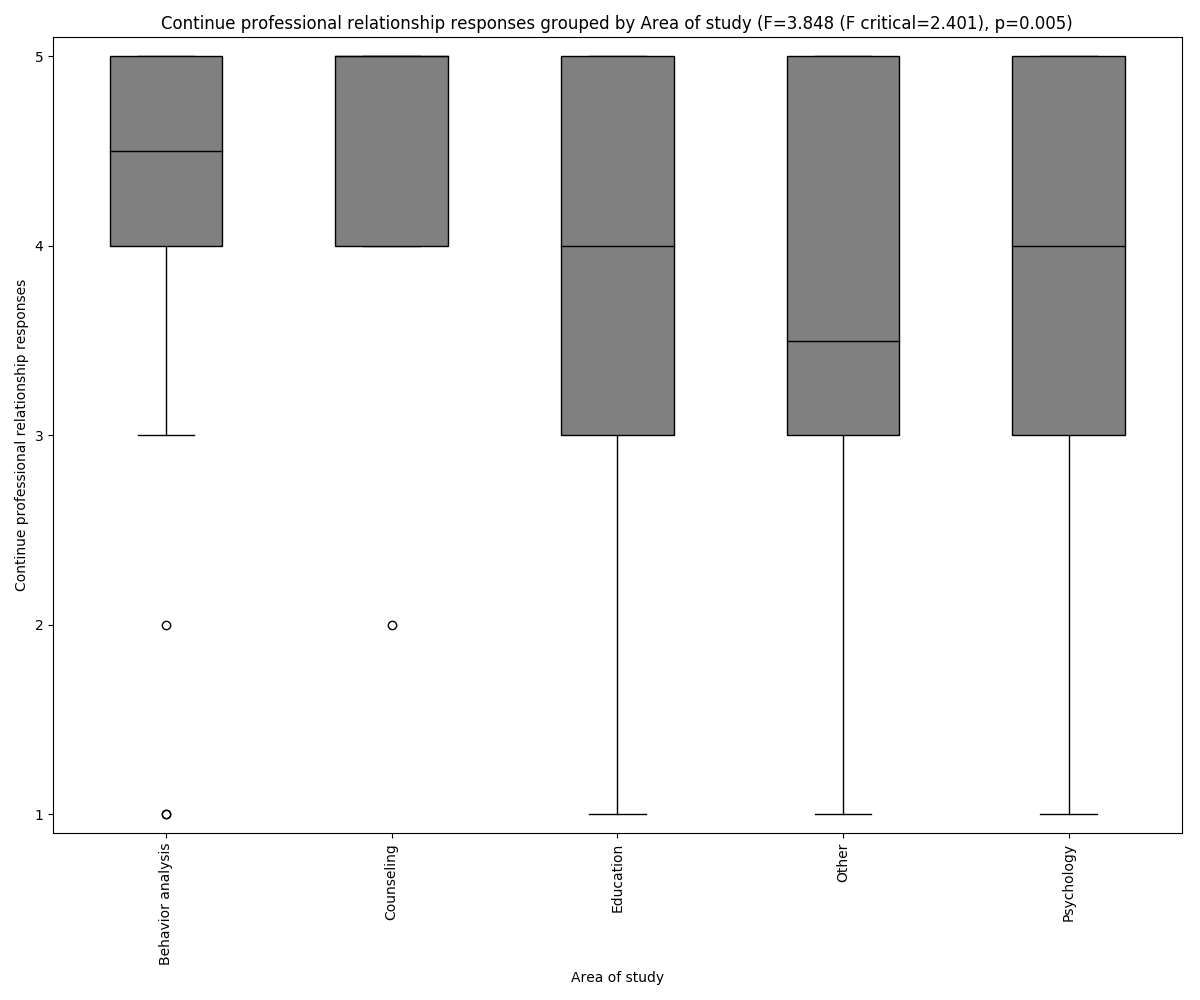 Continue professional relationship responses grouped by Area of study (F=3.848 (F critical=2.401), p=0.005)
Continue professional relationship responses
5
4
3
2
1
Behavior analysis
Counseling
Education
Other
Psychology
Area of study